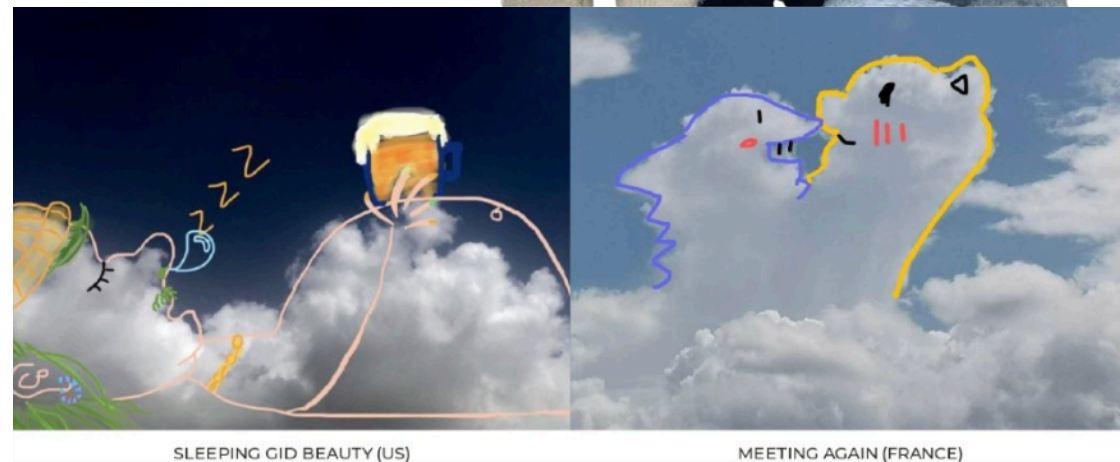 Z Z Z Z
SLEEPING GID BEAUTY (US)
MEETING AGAIN (FRANCE)